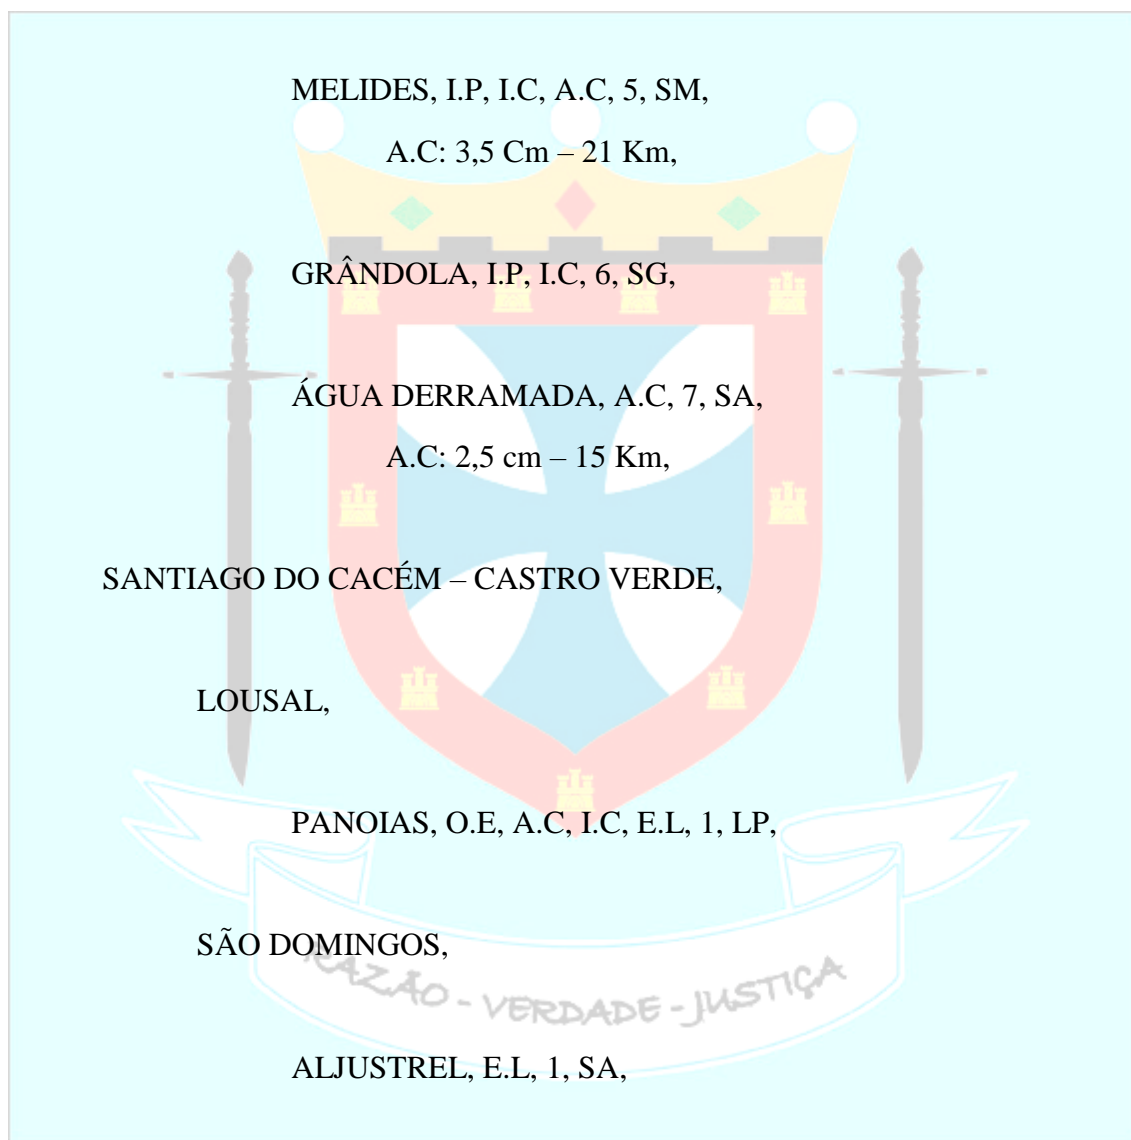 MELIDES, I.P, I.C, A.C, 5, SM,
A.C: 3,5 Cm – 21 Km,
GRÂNDOLA, I.P, I.C, 6, SG,
ÁGUA DERRAMADA, A.C, 7, SA,
A.C: 2,5 cm – 15 Km,
SANTIAGO DO CACÉM – CASTRO VERDE,
LOUSAL,
PANOIAS, O.E, A.C, I.C, E.L, 1, LP,
SÃO DOMINGOS,
RAZÃO - VERDADE - JUSTIÇA
ALJUSTREL, E.L, 1, SA,